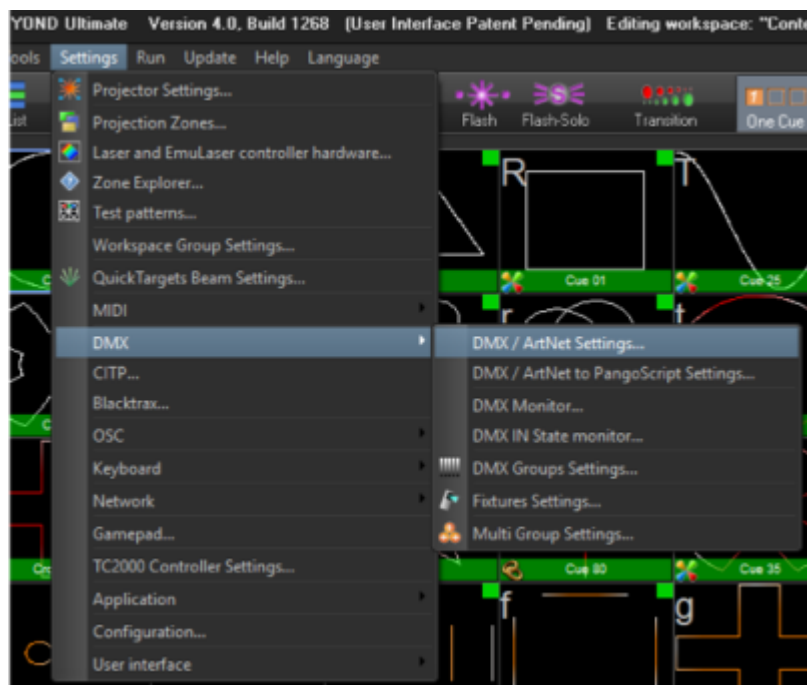 YOND Ultimate Version 4.0, Build 1268 (User Interface Patent Pending) Editing workspace: "Conte
ools Settings Run Update Help Language
Projector Settings...
Projection Zones...
Laser and EmuLaser controller hardware...
Zone Explorer...
Test patterns...
Workspace Group Settings...
QuickTargets Beam Settings...
MIDI
DMX
CITP...
Blacktrax...
OSC
Keyboard
Network
Gamepad...
TC2000 Controller Settings...
Application
Configuration...
User interface
DMX / ArtNet Settings...
DMX / ArtNet to PangoScript Settings...
DMX Monitor...
DMX IN State monitor...
DMX Groups Settings...
Fixtures Settings...
Multi Group Settings...
ist Flash Flash-Solo Transition One Cue
R T
Cue 01 Cue 25
r t
Cue 80 Cue 35
f g